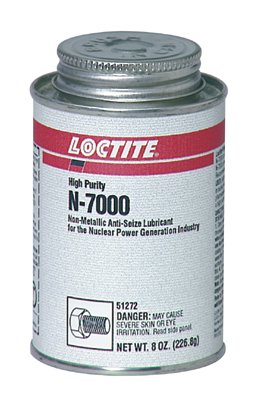 LOCTITE
High Purity
N-7000
Non-Metallic Anti-Seize Lubricant
for the Nuclear Power Generation Industry
51272
DANGER: MAY CAUSE
SEVERE SKIN OR EYE
IRRITATION. Read side panel.
NET WT. 8 OZ. (226.8g)